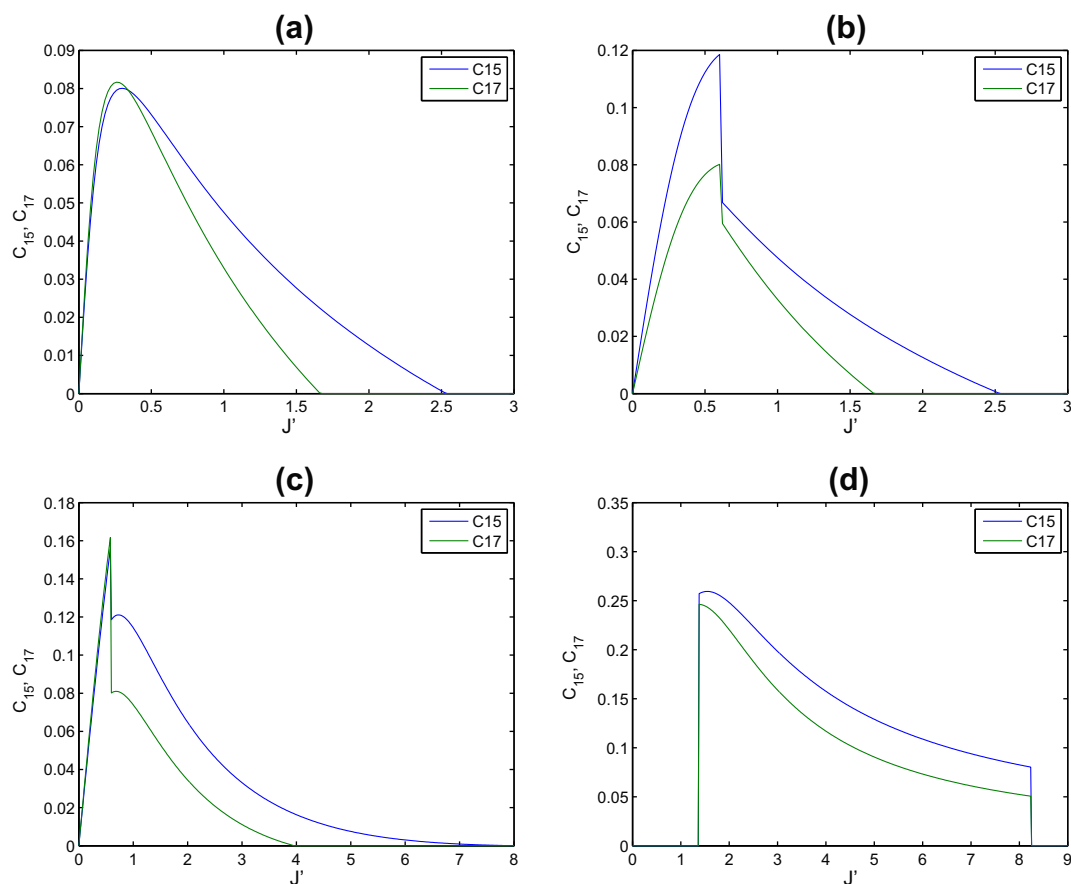 (a)
0.09
0.08
0.07
0.06
0.05
0.04
0.03
0.02
0.01
0
C15, C17
C15
C17
0 0.5 1 1.5 2 2.5 3
J’
(b)
0.12
0.1
0.08
0.06
0.04
0.02
0
C15, C17
C15
C17
0 0.5 1 1.5 2 2.5 3
J’
(c)
0.18
0.16
0.14
0.12
0.1
0.08
0.06
0.04
0.02
0
C15, C17
C15
C17
0 1 2 3 4 5 6 7 8
J’
(d)
0.35
0.3
0.25
0.2
0.15
0.1
0.05
0
C15, C17
C15
C17
0 1 2 3 4 5 6 7 8 9
J’